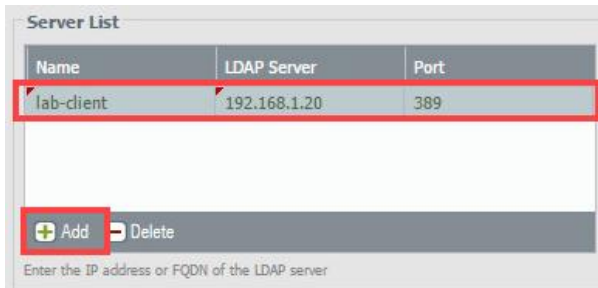 Server List
Name LDAP Server Port
lab-client 192.168.1.20 389
Add Delete
Enter the IP address or FQDN of the LDAP server